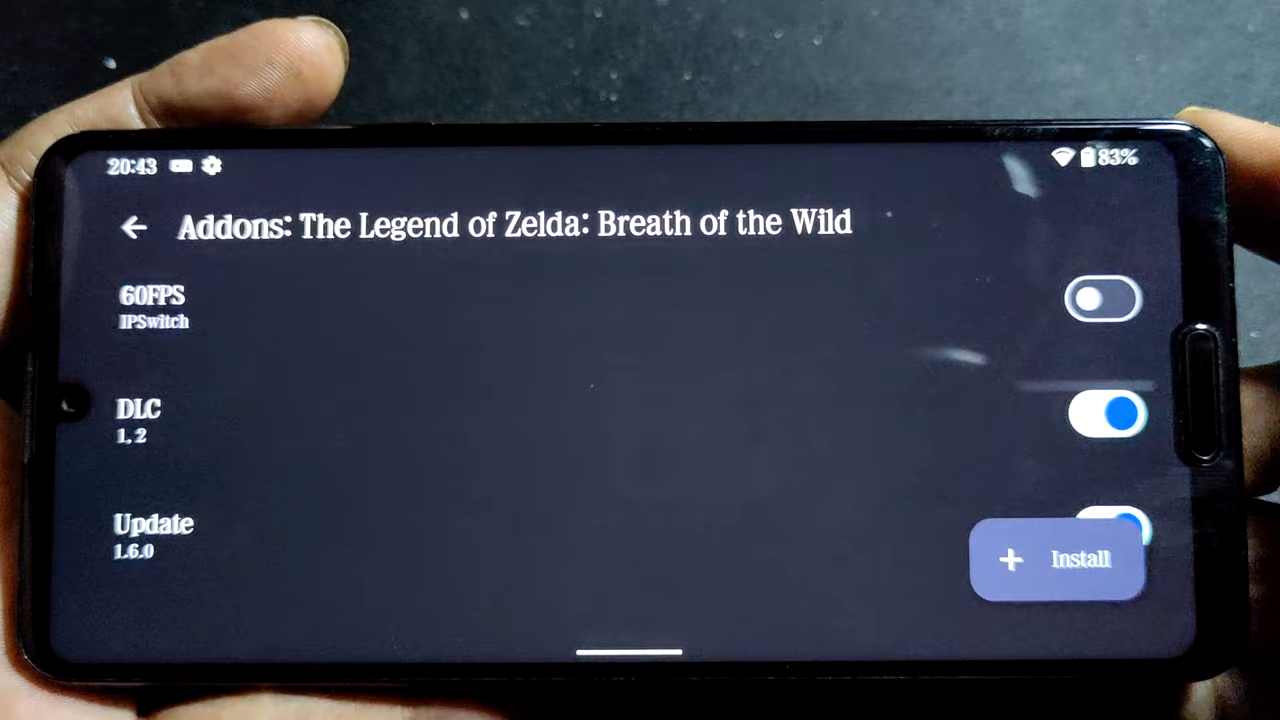 20:43
83%
Addons: The Legend of Zelda: Breath of the Wild
60FPS
IPSwitch
DLC
1, 2
Update
1.6.0
+ Install